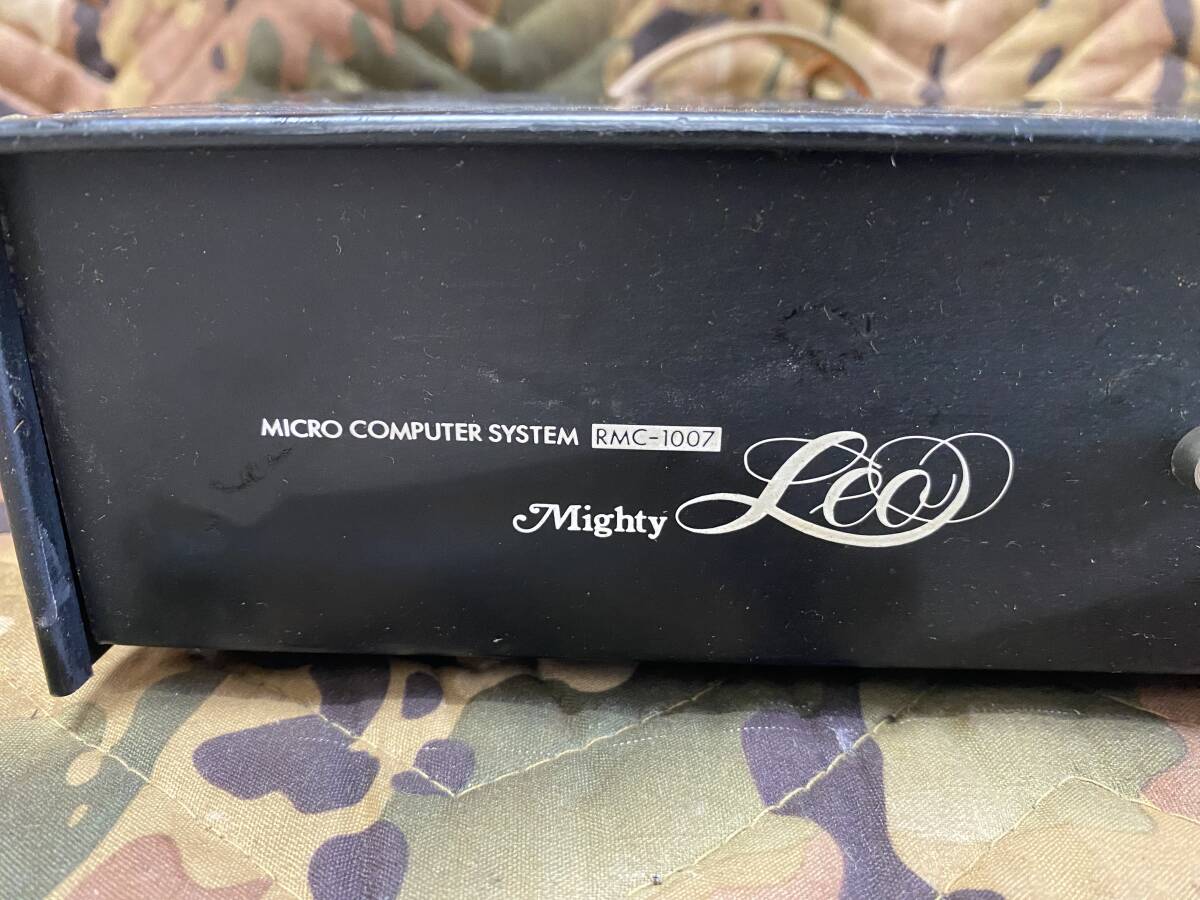 MICRO COMPUTER SYSTEM RMC-1007
Mighty Leo